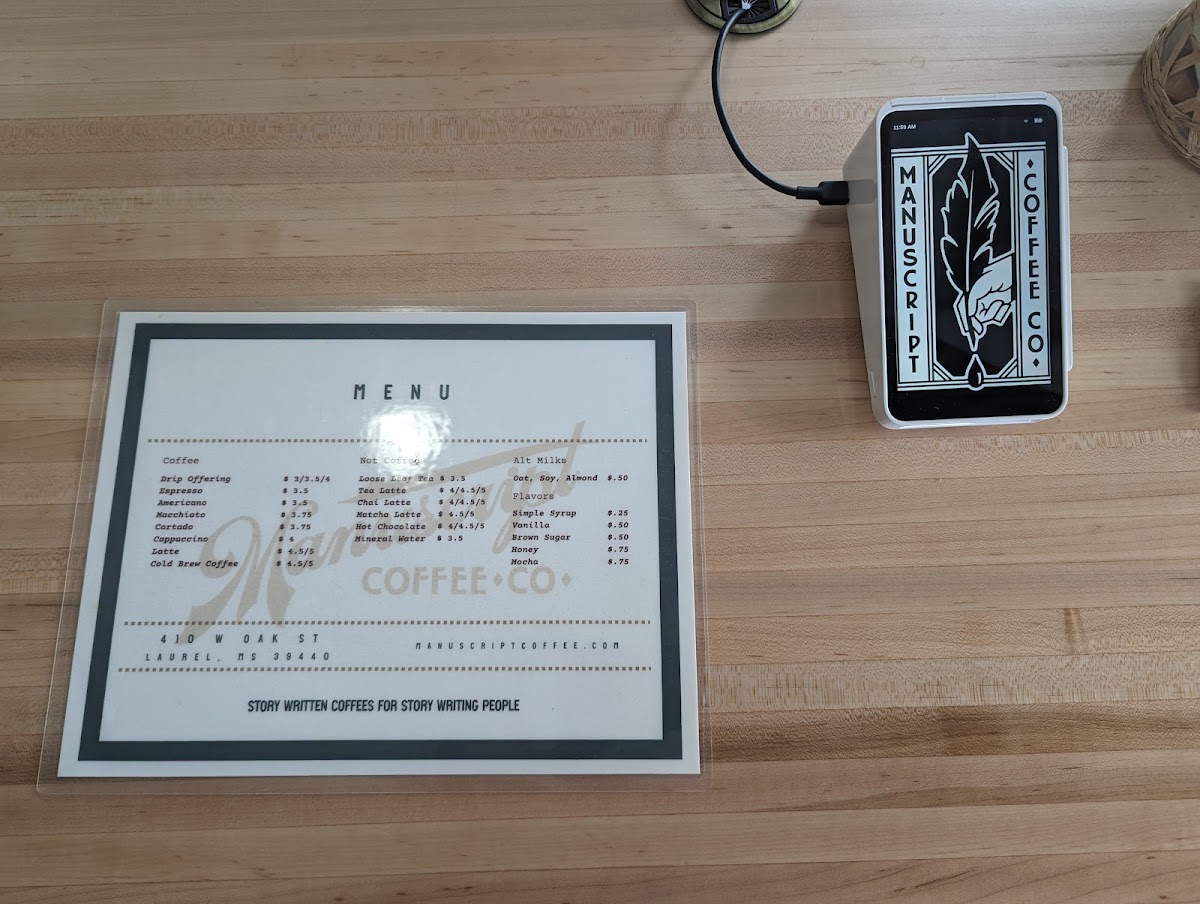 MENU
Coffee
Drip Offering $ 3/3.5/4
Espresso $ 3.5
Americano $ 3.5
Macchiato $ 3.75
Cortado $ 3.75
Cappuccino $ 4
Latte $ 4.5/5
Cold Brew Coffee $ 4.5/5
Not Coffee
Loose Leaf Tea $ 3.5
Tea Latte $ 4/4.5/5
Chai Latte $ 4/4.5/5
Matcha Latte $ 4.5/5
Hot Chocolate $ 4/4.5/5
Mineral Water $ 3.5
Alt Milks
Oat, Soy, Almond $.50
Flavors
Simple Syrup $.25
Vanilla $.50
Brown Sugar $.50
Honey $.75
Mocha $.75
Manuscript
COFFEE·CO·
410 W OAK ST
LAUREL, MS 39440
MANUSCRIPTCOFFEE.COM
STORY WRITTEN COFFEES FOR STORY WRITING PEOPLE
11:59 AM
MANUSCRIPT
COFFEE CO